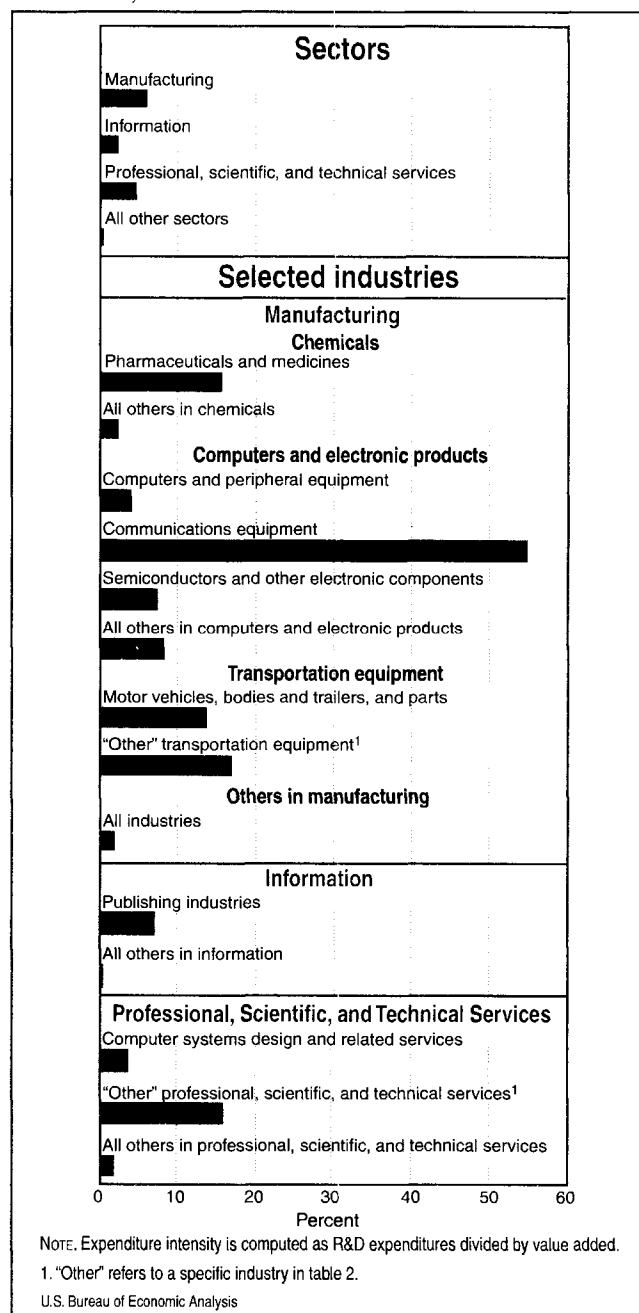 Sectors
Manufacturing
Information
Professional, scientific, and technical services
All other sectors
Selected industries
Manufacturing
Chemicals
Pharmaceuticals and medicines
All others in chemicals
Computers and electronic products
Computers and peripheral equipment
Communications equipment
Semiconductors and other electronic components
All others in computers and electronic products
Transportation equipment
Motor vehicles, bodies and trailers, and parts
"Other" transportation equipment¹
Others in manufacturing
All industries
Information
Publishing industries
All others in information
Professional, Scientific, and Technical Services
Computer systems design and related services
"Other" professional, scientific, and technical services¹
All others in professional, scientific, and technical services
0 10 20 30 40 50 60
Percent
NOTE. Expenditure intensity is computed as R&D expenditures divided by value added.
1. "Other" refers to a specific industry in table 2.
U.S. Bureau of Economic Analysis